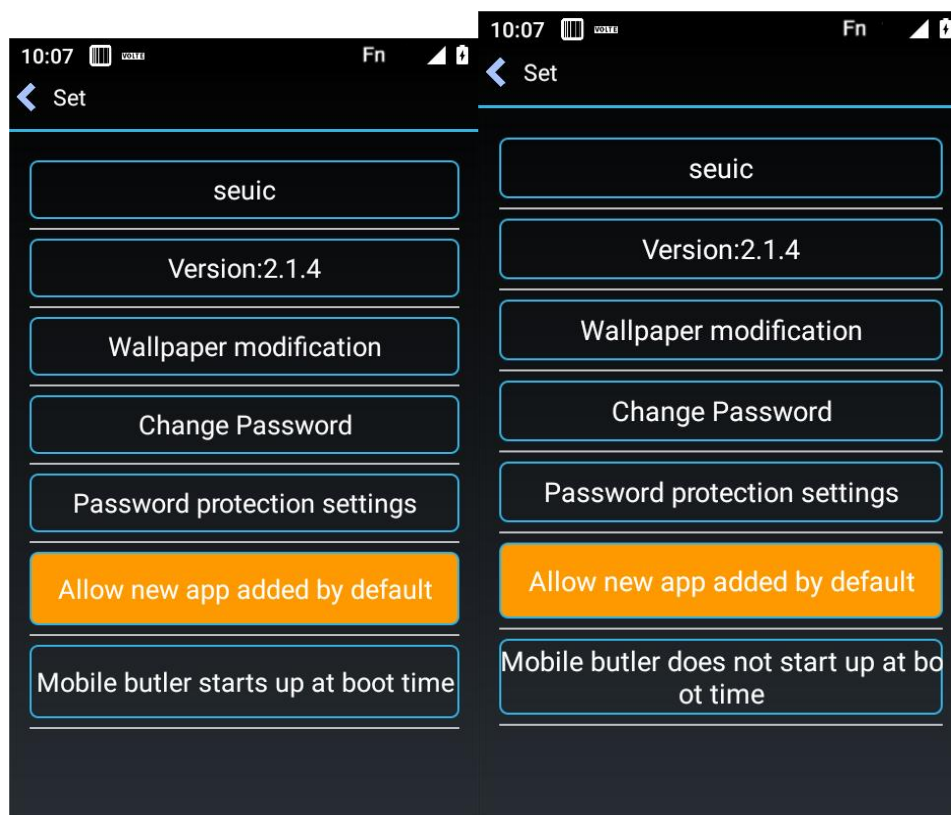 10:07 VOLTE Fn
Set
seuic
Version:2.1.4
Wallpaper modification
Change Password
Password protection settings
Allow new app added by default
Mobile butler starts up at boot time
10:07 VOLTE Fn
Set
seuic
Version:2.1.4
Wallpaper modification
Change Password
Password protection settings
Allow new app added by default
Mobile butler does not start up at bo
ot time